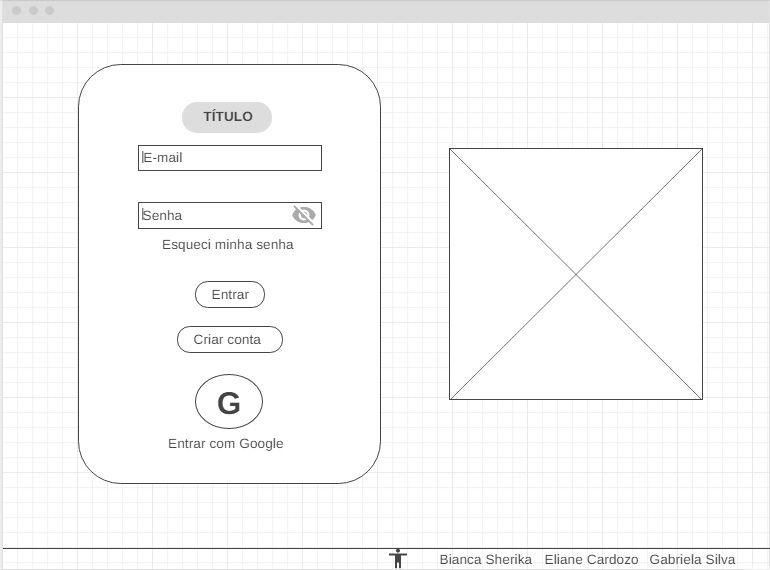 TÍTULO
E-mail
Senha
Esqueci minha senha
Entrar
Criar conta
G
Entrar com Google
Bianca Sherika Eliane Cardozo Gabriela Silva